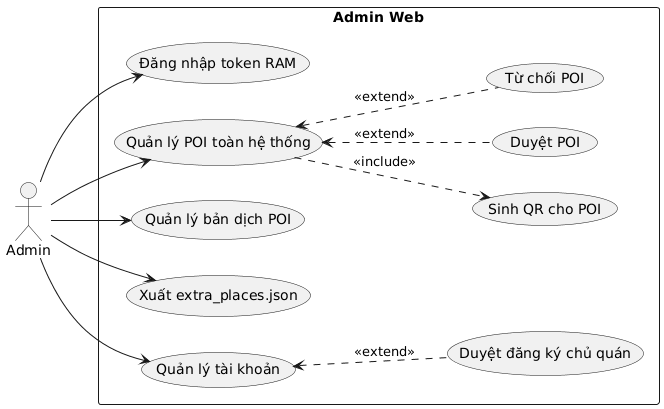 Admin Web
Đăng nhập token RAM
Từ chối POI
«extend»
Quản lý POI toàn hệ thống
«extend»
Duyệt POI
«include»
Sinh QR cho POI
Quản lý bản dịch POI
Admin
Xuất extra_places.json
Quản lý tài khoản
«extend»
Duyệt đăng ký chủ quán